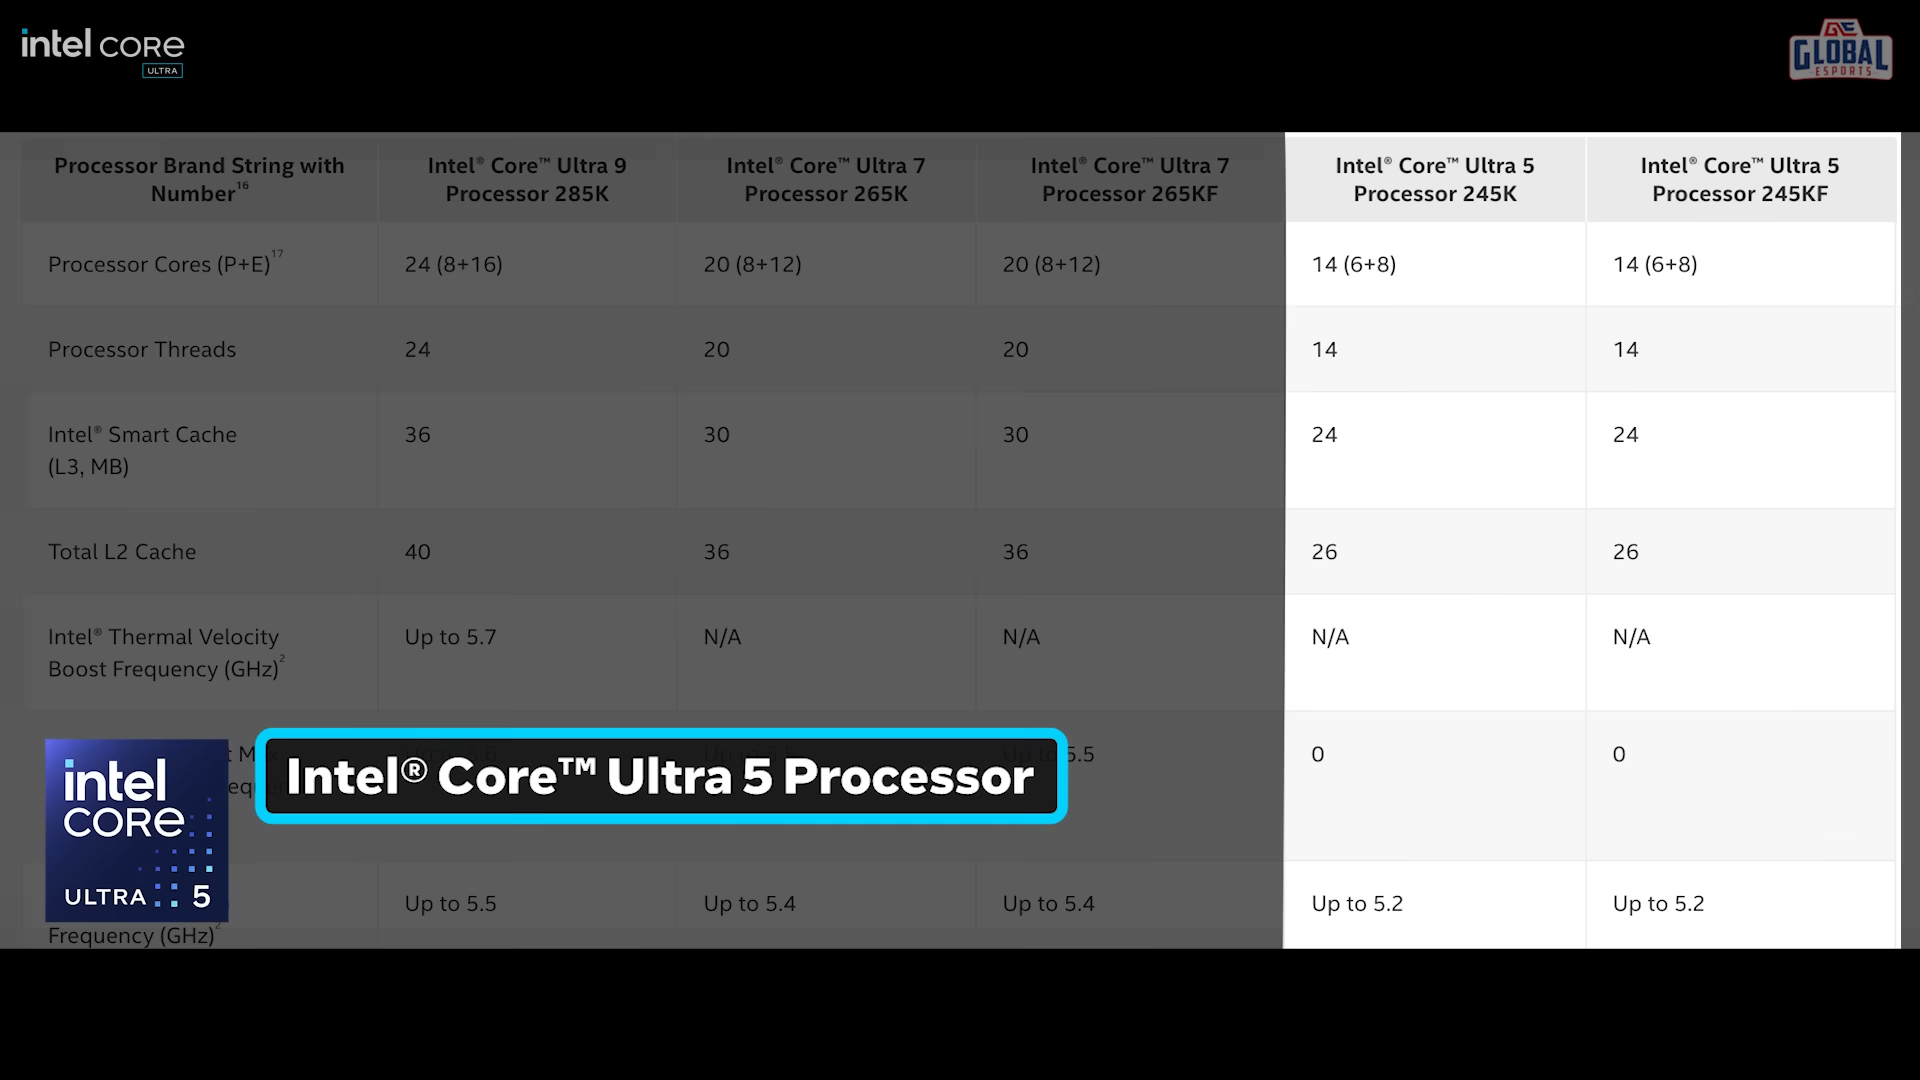 intel CORE
ULTRA
GE
GLOBAL
ESPORTS
Processor Brand String with
Number16
Intel® Core™ Ultra 9
Processor 285K
Intel® Core™ Ultra 7
Processor 265K
Intel® Core™ Ultra 7
Processor 265KF
Intel® Core™ Ultra 5
Processor 245K
Intel® Core™ Ultra 5
Processor 245KF
Processor Cores (P+E)17
24 (8+16)
20 (8+12)
20 (8+12)
14 (6+8)
14 (6+8)
Processor Threads
24
20
20
14
14
Intel® Smart Cache
(L3, MB)
36
30
30
24
24
Total L2 Cache
40
36
36
26
26
Intel® Thermal Velocity
Boost Frequency (GHz)2
Up to 5.7
N/A
N/A
N/A
N/A
Up to 5.5
0
0
Intel® Core™ Ultra 5 Processor
intel
CORE
ULTRA 5
Frequency (GHz)2
Up to 5.5
Up to 5.4
Up to 5.4
Up to 5.2
Up to 5.2